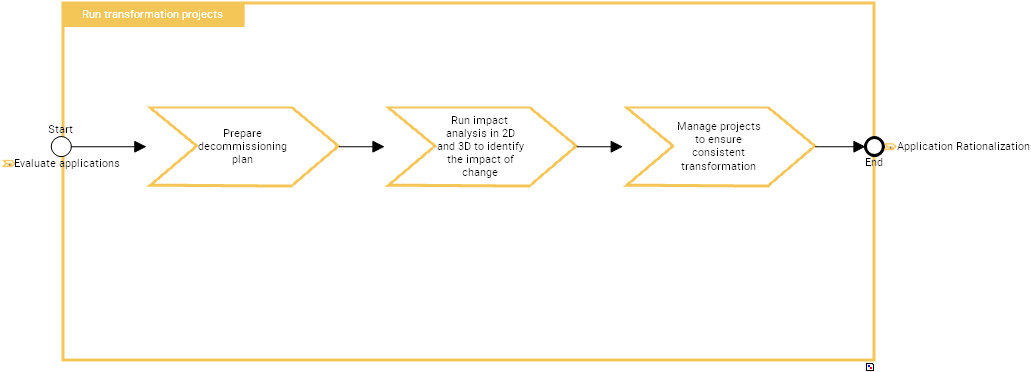 Run transformation projects
Start
Evaluate applications
Prepare
decommissioning
plan
Run impact
analysis in 2D
and 3D to identify
the impact of
change
Manage projects
to ensure
consistent
transformation
End
Application Rationalization